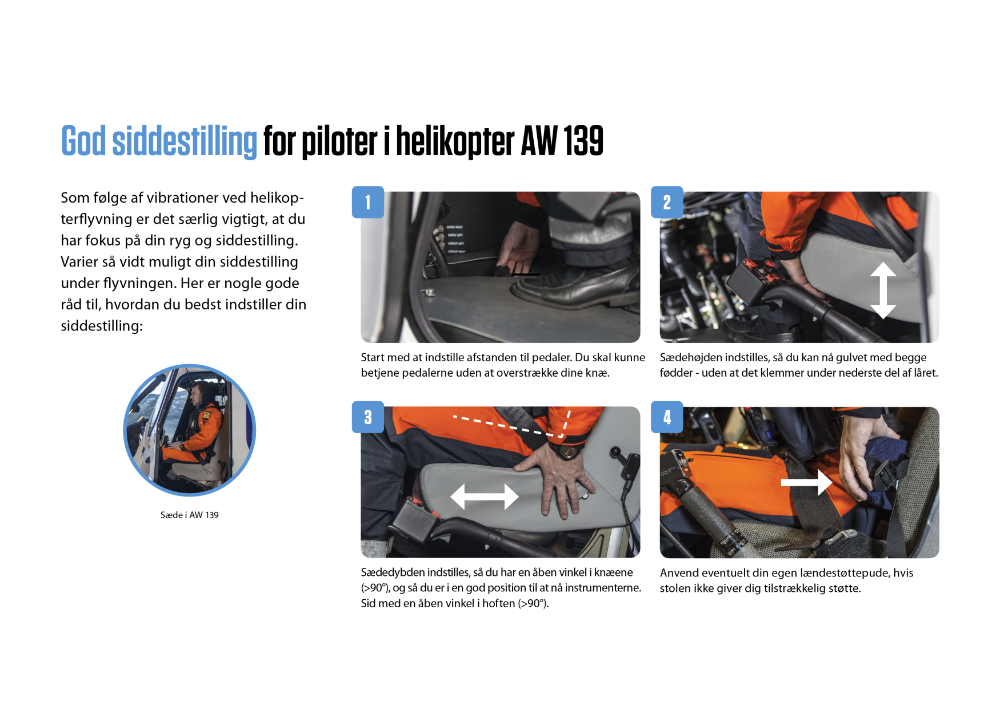 God siddestilling for piloter i helikopter AW 139
Som følge af vibrationer ved helikop-
terflyvning er det særlig vigtigt, at du
har fokus på din ryg og siddestilling.
Varier så vidt muligt din siddestilling
under flyvningen. Her er nogle gode
råd til, hvordan du bedst indstiller din
siddestilling:
Sæde i AW 139
1
SUPPLY RIGHT
SUPPLY LEFT
Start med at indstille afstanden til pedaler. Du skal kunne
betjene pedalerne uden at overstrække dine knæ.
2
Sædehøjden indstilles, så du kan nå gulvet med begge
fødder - uden at det klemmer under nederste del af låret.
3
Sædedybden indstilles, så du har en åben vinkel i knæene
(>90°), og så du er i en god position til at nå instrumenterne.
Sid med en åben vinkel i hoften (>90°).
4
Anvend eventuelt din egen lændestøttepude, hvis
stolen ikke giver dig tilstrækkelig støtte.